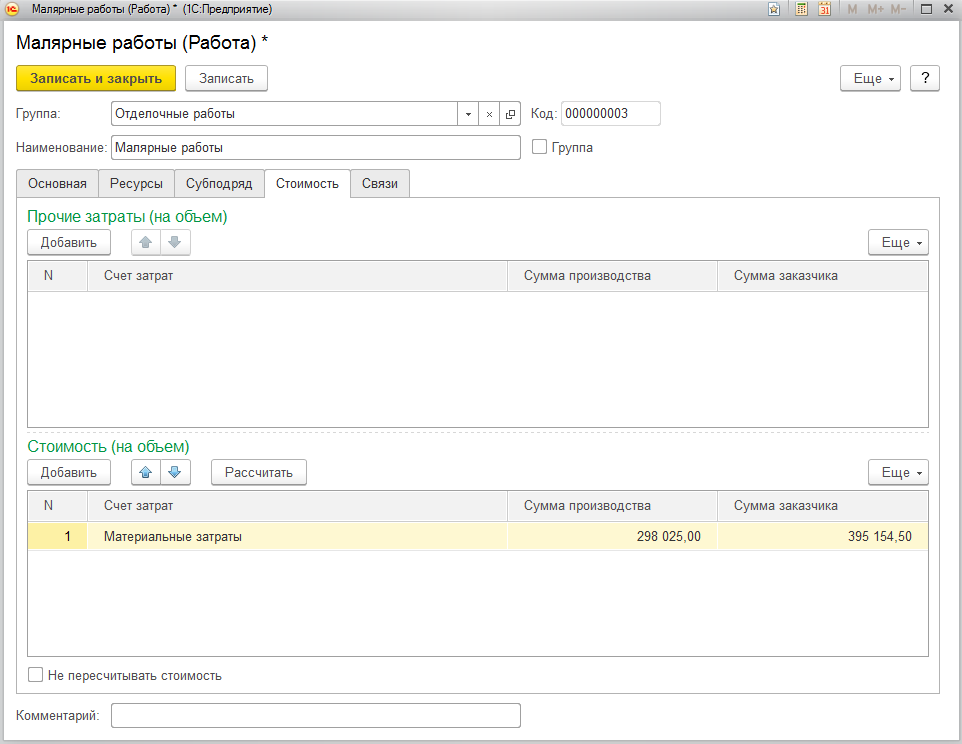 Малярные работы (Работа) * (1С:Предприятие)
31 M M+ M-
Малярные работы (Работа) *
Записать и закрыть Записать Еще ?
Группа: Отделочные работы Код: 000000003
Наименование: Малярные работы Группа
Основная Ресурсы Субподряд Стоимость Связи
Прочие затраты (на объем)
Добавить Еще
N Счет затрат Сумма производства Сумма заказчика
Стоимость (на объем)
Добавить Рассчитать Еще
N Счет затрат Сумма производства Сумма заказчика
1 Материальные затраты 298 025,00 395 154,50
Не пересчитывать стоимость
Комментарий: